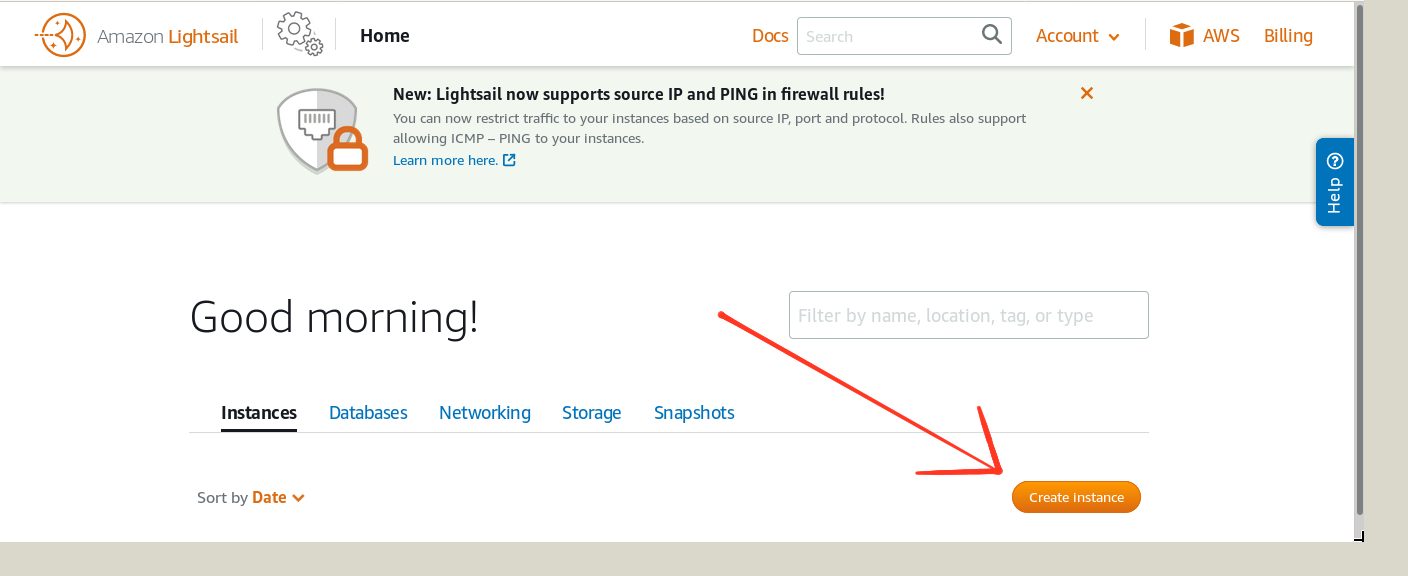 Amazon Lightsail
Home
Docs
Search
Account
AWS
Billing
New: Lightsail now supports source IP and PING in firewall rules!
You can now restrict traffic to your instances based on source IP, port and protocol. Rules also support
allowing ICMP – PING to your instances.
Learn more here.
Help
Good morning!
Filter by name, location, tag, or type
Instances
Databases
Networking
Storage
Snapshots
Sort by Date
Create instance